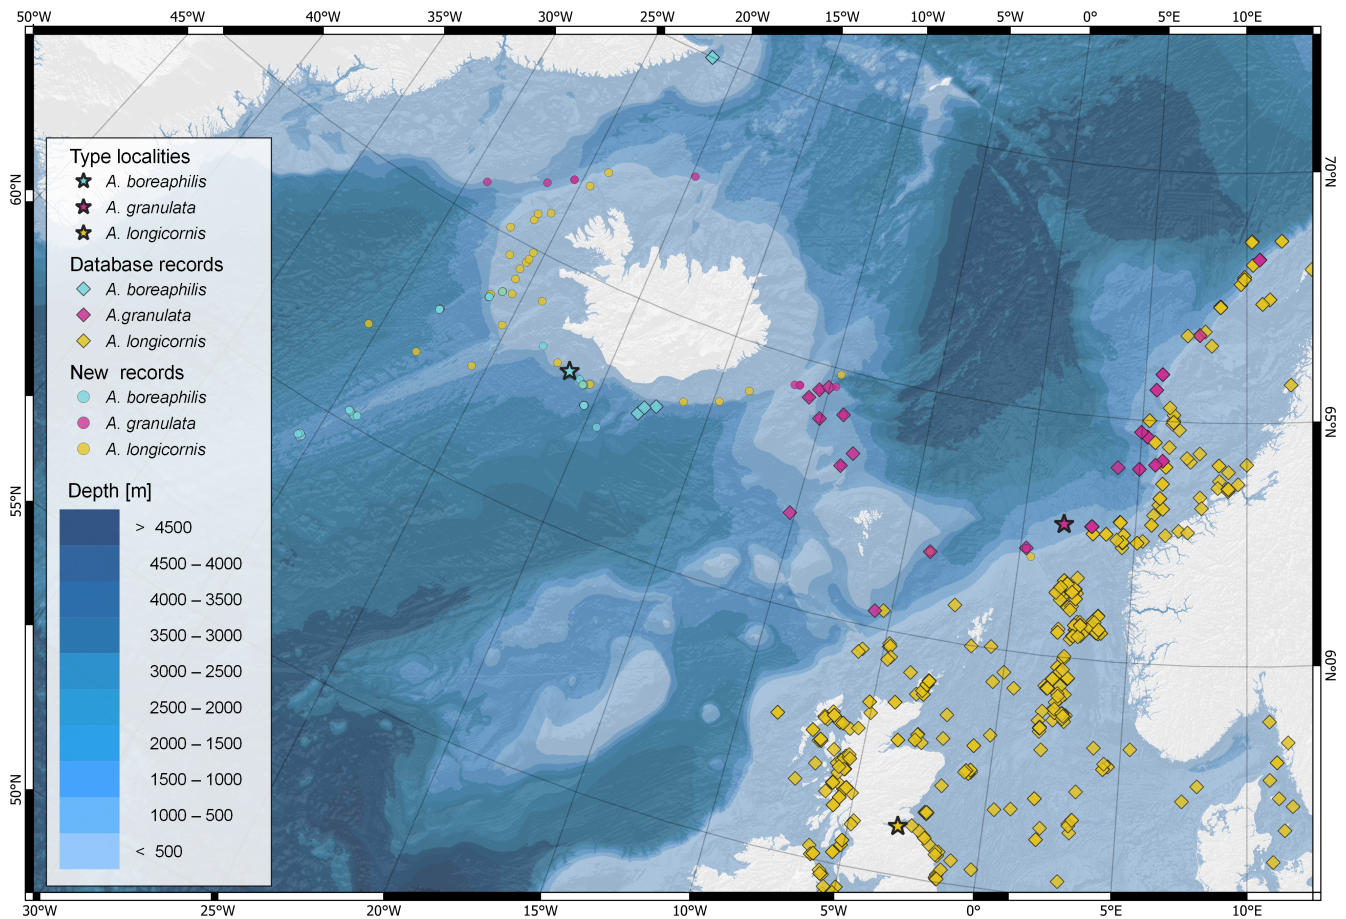 50°W 45°W 40°W 35°W 30°W 25°W 20°W 15°W 10°W 5°W 0° 5°E 10°E
Type localities
A. boreaphilis
A. granulata
A. longicornis
Database records
A. boreaphilis
A.granulata
A. longicornis
New records
A. boreaphilis
A. granulata
A. longicornis
Depth [m]
> 4500
4500 – 4000
4000 – 3500
3500 – 3000
3000 – 2500
2500 – 2000
2000 – 1500
1500 – 1000
1000 – 500
< 500
60°N
55°N
50°N
70°N
65°N
60°N
30°W 25°W 20°W 15°W 10°W 5°W 0° 5°E 10°E